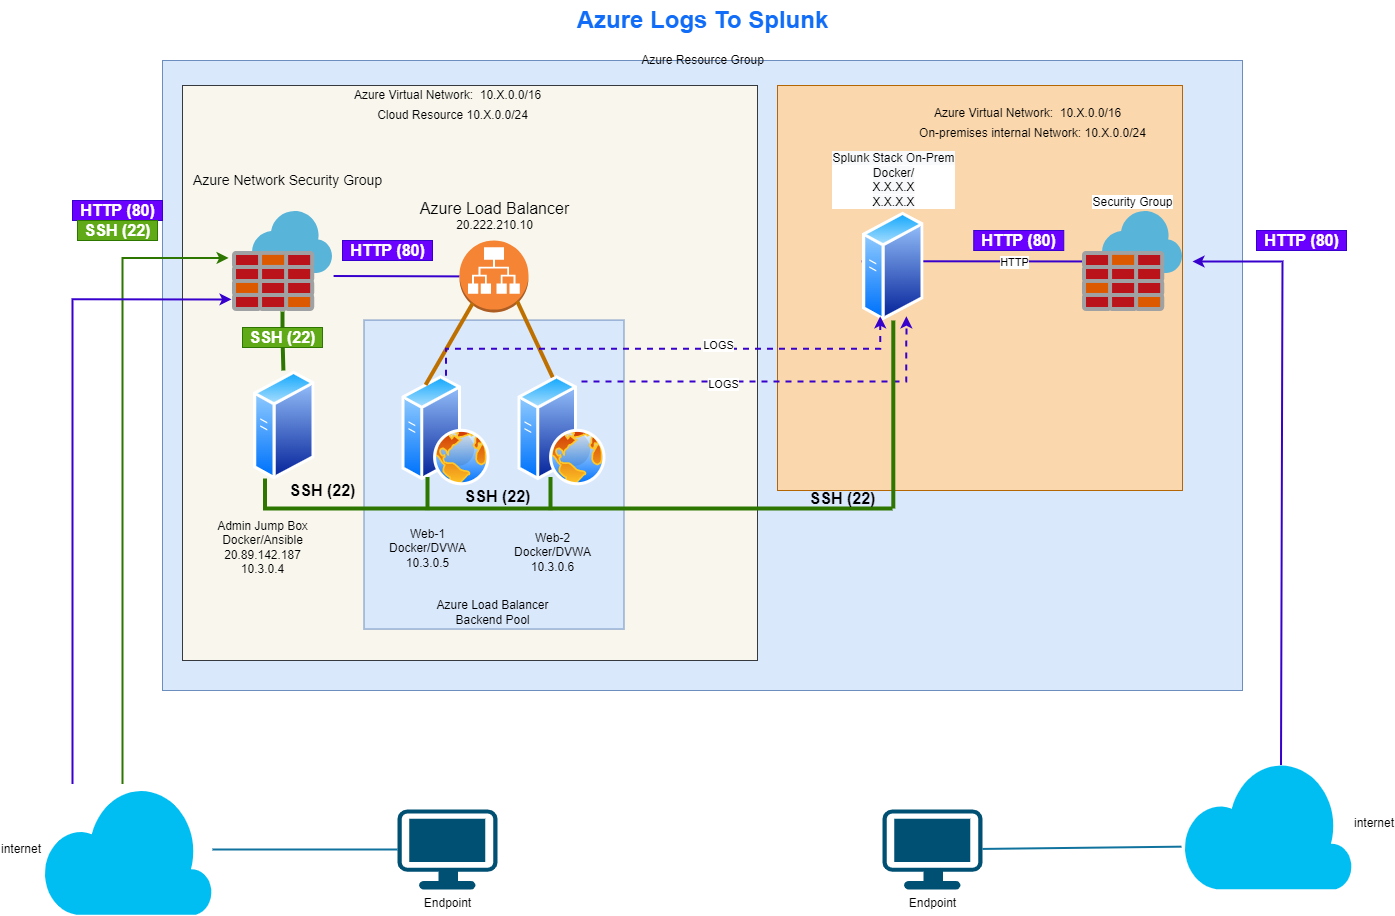 Azure Logs To Splunk
Azure Resource Group
Azure Virtual Network:  10.X.0.0/16
Cloud Resource 10.X.0.0/24
Azure Virtual Network:  10.X.0.0/16
On-premises internal Network: 10.X.0.0/24
Splunk Stack On-Prem
Docker/
X.X.X.X
X.X.X.X
Azure Network Security Group
Azure Load Balancer
20.222.210.10
Security Group
HTTP (80)
SSH (22)
HTTP (80)
HTTP (80)
HTTP
HTTP (80)
SSH (22)
LOGS
LOGS
SSH (22)
SSH (22)
SSH (22)
Admin Jump Box
Docker/Ansible
20.89.142.187
10.3.0.4
Web-1
Docker/DVWA
10.3.0.5
Web-2
Docker/DVWA
10.3.0.6
Azure Load Balancer
Backend Pool
internet
Endpoint
Endpoint
internet